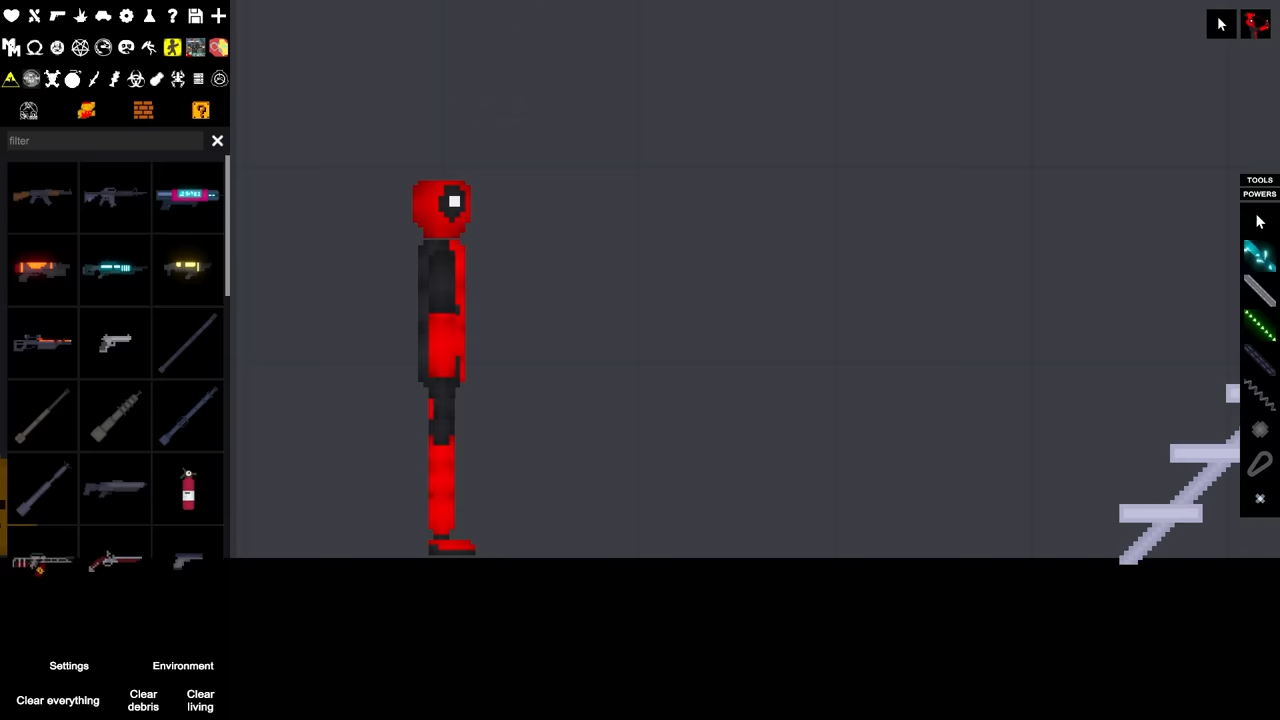 filter
TOOLS
POWERS
Settings
Environment
Clear everything
Clear debris
Clear living